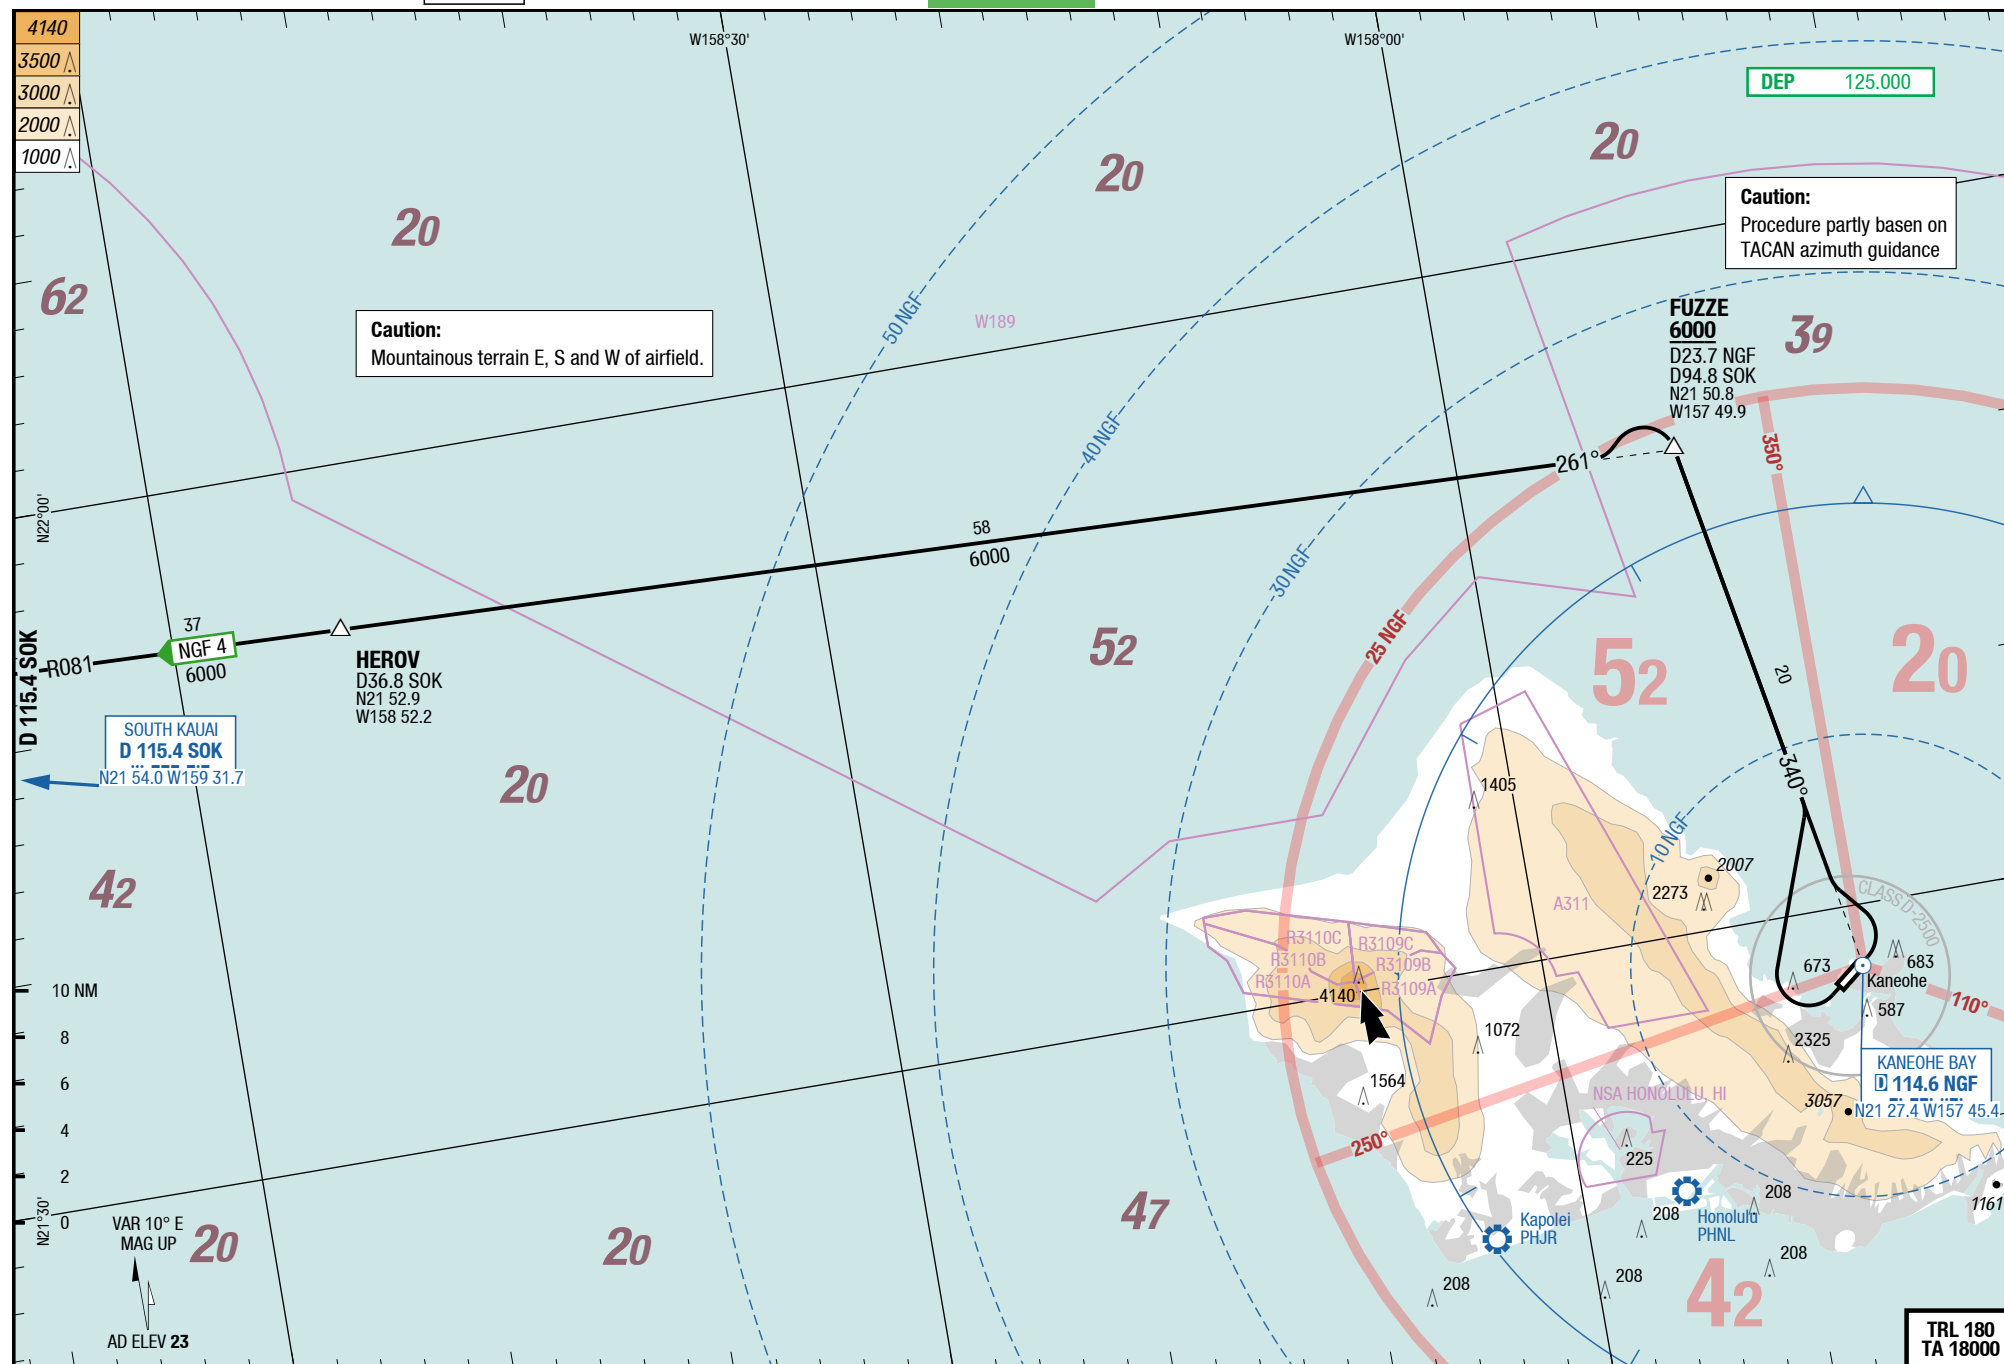 4140
3500
3000
2000
1000
W158°30'
W158°00'
DEP 125.000
20
20
20
62
Caution:
Procedure partly basen on
TACAN azimuth guidance
Caution:
Mountainous terrain E, S and W of airfield.
50 NGF
W189
FUZZE
6000
D23.7 NGF
D94.8 SOK
N21 50.8
W157 49.9
39
40 NGF
350°
261°
N22°00'
58
6000
30 NGF
37
NGF 4
6000
R081
D 115.4 SOK
HEROV
D36.8 SOK
N21 52.9
W158 52.2
52
25 NGF
52
20
20
SOUTH KAUAI
D 115.4 SOK
N21 54.0 W159 31.7
20
340°
1405
10 NGF
42
2007
2273
A311
CLASS D-2500
R3110C
R3109C
R3110B
R3109B
R3110A
R3109A
4140
673
683
Kaneohe
587
110°
10 NM
8
6
4
2
0
1072
2325
1564
NSA HONOLULU, HI
KANEOHE BAY
D 114.6 NGF
N21 27.4 W157 45.4
3057
250°
225
208
1161
N21°30'
VAR 10° E
MAG UP
20
20
47
Kapolei
PHJR
208
Honolulu
PHNL
208
208
208
42
AD ELEV 23
TRL 180
TA 18000